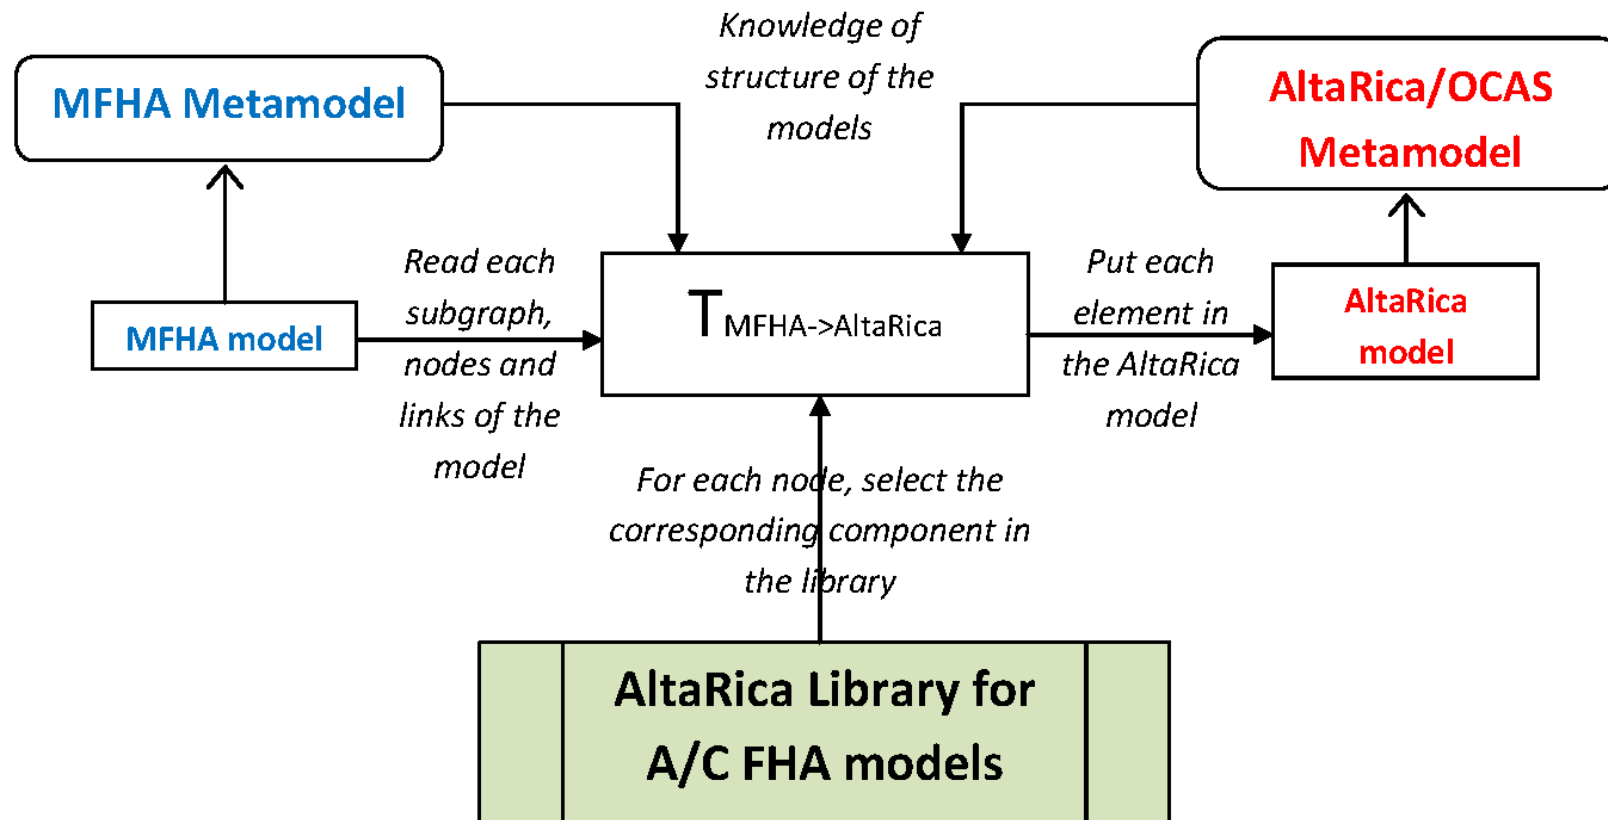 Knowledge of
structure of the
models
MFHA Metamodel
AltaRica/OCAS
Metamodel
Read each
subgraph,
nodes and
links of the
model
MFHA model
T MFHA->AltaRica
Put each
element in
the AltaRica
model
AltaRica
model
For each node, select the
corresponding component in
the library
AltaRica Library for
A/C FHA models